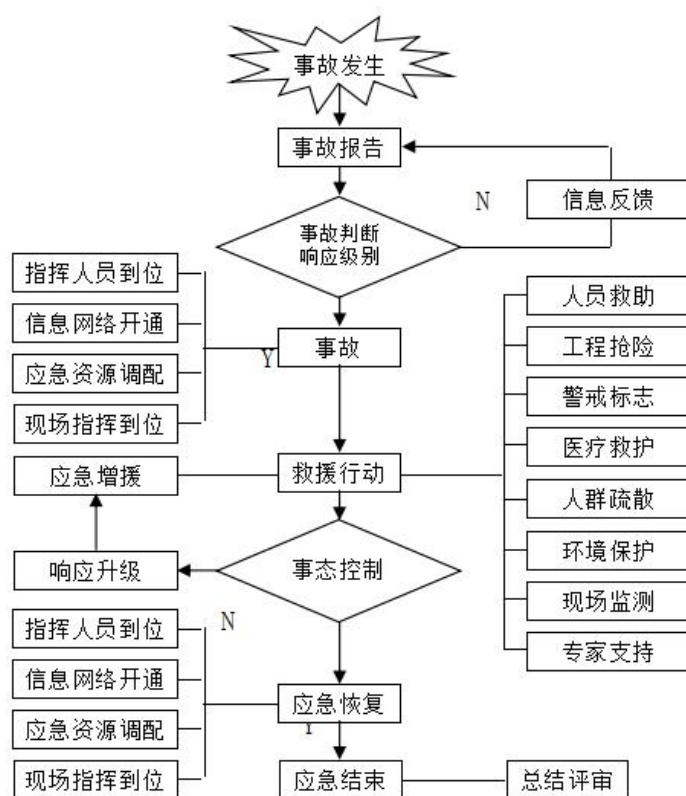 事故发生
事故报告
N
信息反馈
事故判断
响应级别
指挥人员到位
信息网络开通
应急资源调配
现场指挥到位
Y
事故
人员救助
工程抢险
警戒标志
医疗救护
人群疏散
环境保护
现场监测
专家支持
应急增援
救援行动
响应升级
事态控制
N
指挥人员到位
信息网络开通
应急资源调配
现场指挥到位
应急恢复
Y
应急结束
总结评审